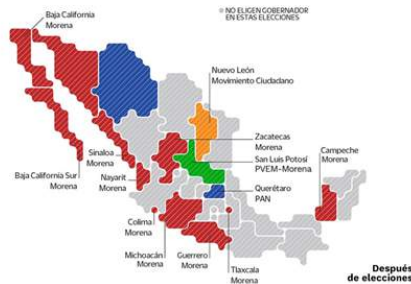 Baja California
Morena
NO ELIGEN GOBERNADOR
EN ESTAS ELECCIONES
Nuevo León
Movimiento Ciudadano
Zacatecas
Morena
San Luis Potosí
PVEM-Morena
Campeche
Morena
Sinaloa
Morena
Baja California Sur
Morena
Nayarit
Morena
Querétaro
PAN
Colima
Morena
Michoacán
Morena
Guerrero
Morena
Tlaxcala
Morena
Después
de elecciones